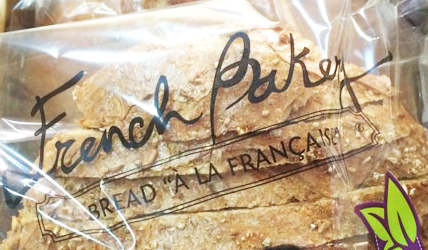 French Baker
BREAD "À LA FRANÇAISE"